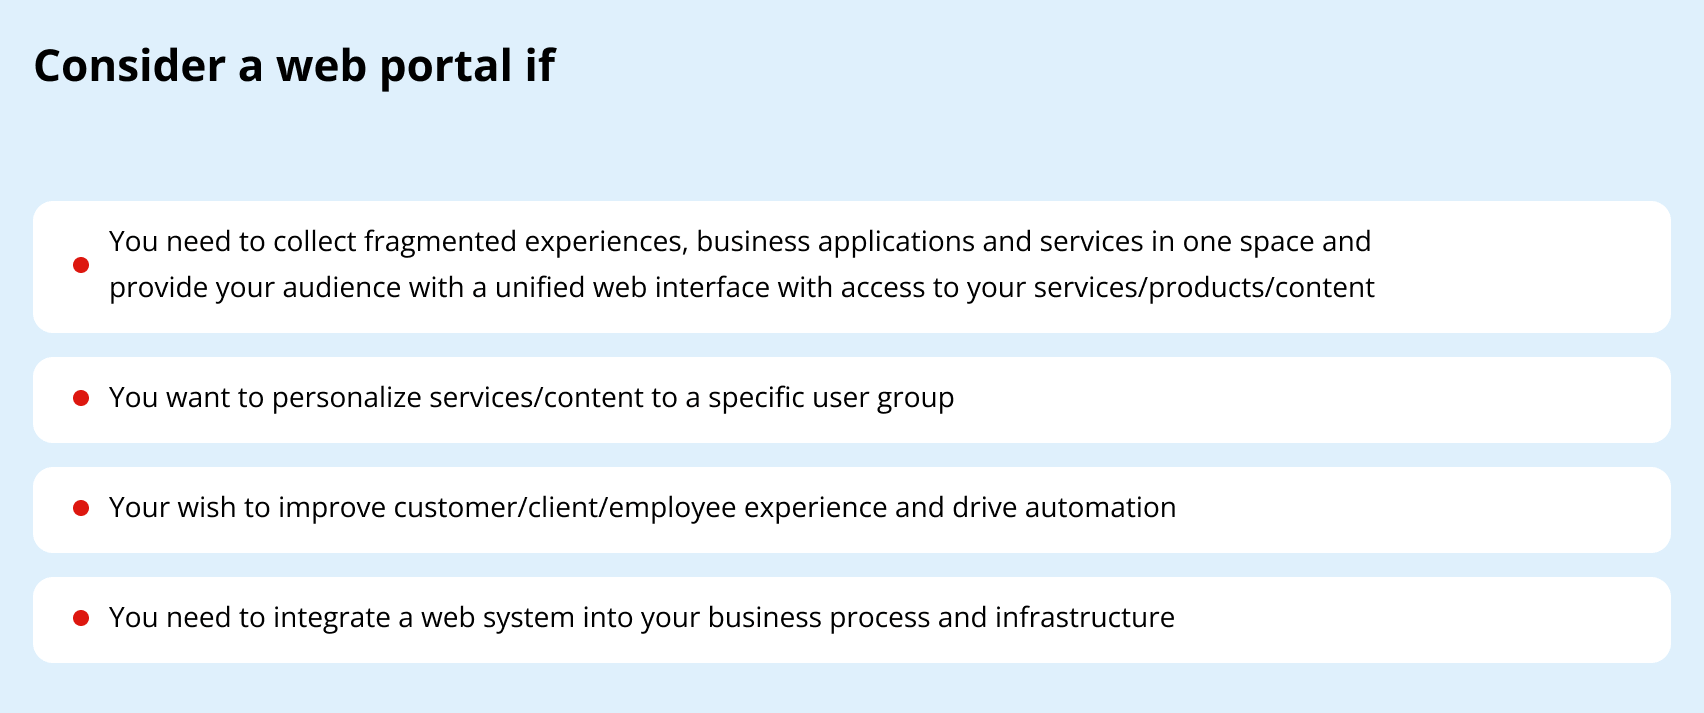 Consider a web portal if
You need to collect fragmented experiences, business applications and services in one space and
provide your audience with a unified web interface with access to your services/products/content
You want to personalize services/content to a specific user group
Your wish to improve customer/client/employee experience and drive automation
You need to integrate a web system into your business process and infrastructure